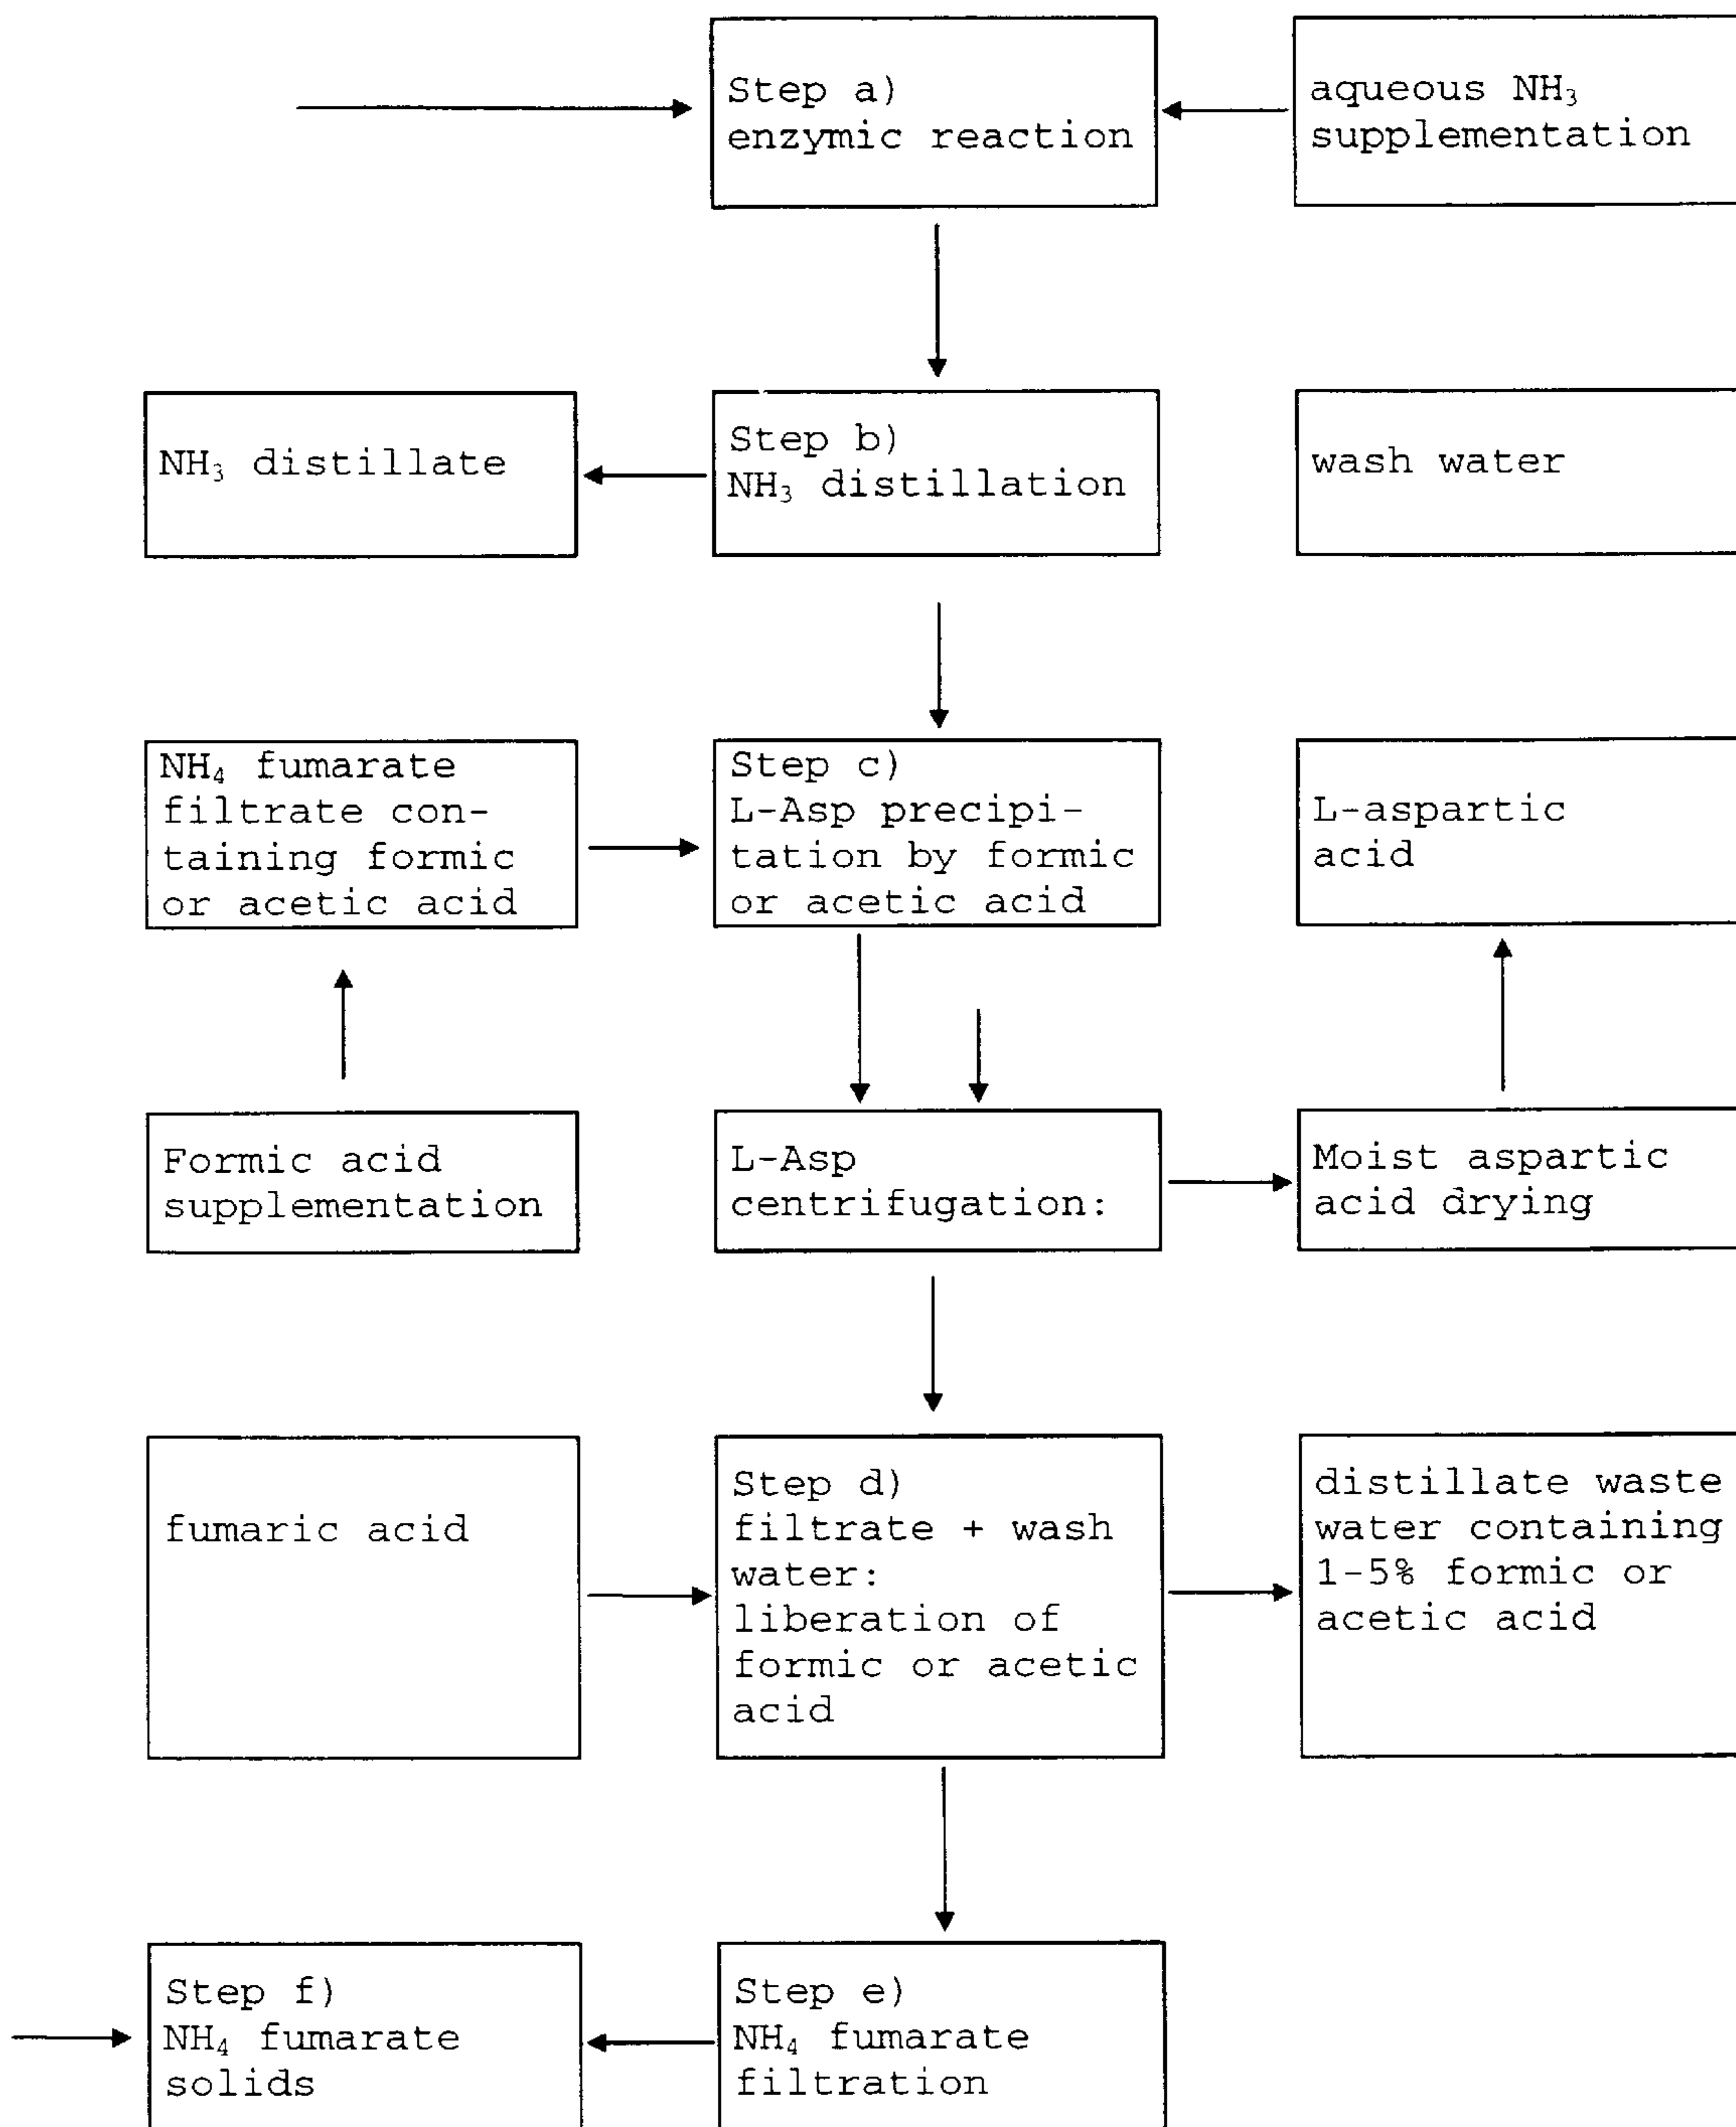 Step a)
enzymic reaction
aqueous NH₃
supplementation
NH₃ distillate
Step b)
NH₃ distillation
wash water
NH₄ fumarate
filtrate con-
taining formic
or acetic acid
Step c)
L-Asp precipi-
tation by formic
or acetic acid
L-aspartic
acid
Formic acid
supplementation
L-Asp
centrifugation:
Moist aspartic
acid drying
fumaric acid
Step d)
filtrate + wash
water:
liberation of
formic or acetic
acid
distillate waste
water containing
1-5% formic or
acetic acid
Step f)
NH₄ fumarate
solids
Step e)
NH₄ fumarate
filtration